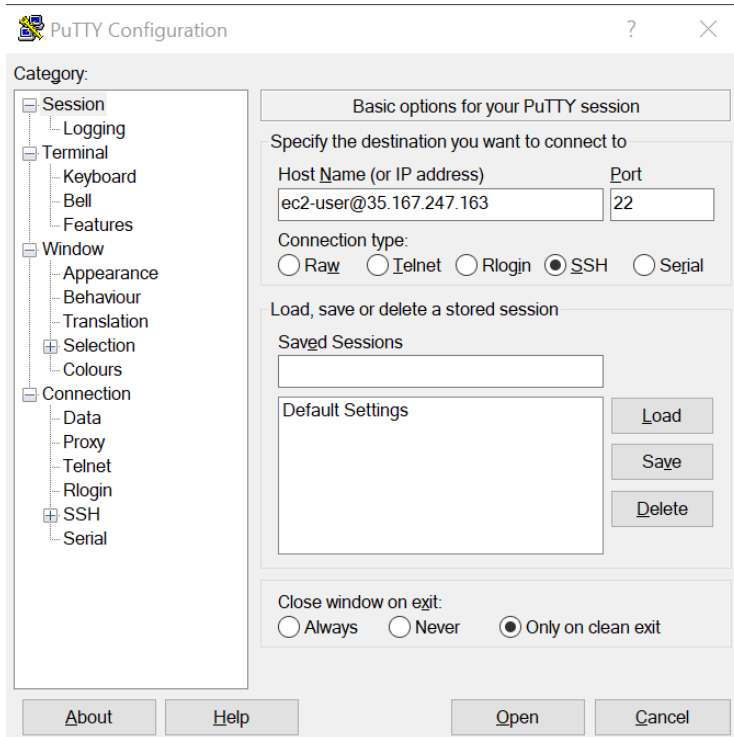 PuTTY Configuration
?
Category:
Session
Logging
Terminal
Keyboard
Bell
Features
Window
Appearance
Behaviour
Translation
Selection
Colours
Connection
Data
Proxy
Telnet
Rlogin
SSH
Serial
Basic options for your PuTTY session
Specify the destination you want to connect to
Host Name (or IP address) Port
ec2-user@35.167.247.163 22
Connection type:
Raw Telnet Rlogin SSH Serial
Load, save or delete a stored session
Saved Sessions
Default Settings
Load
Save
Delete
Close window on exit:
Always Never Only on clean exit
About Help Open Cancel